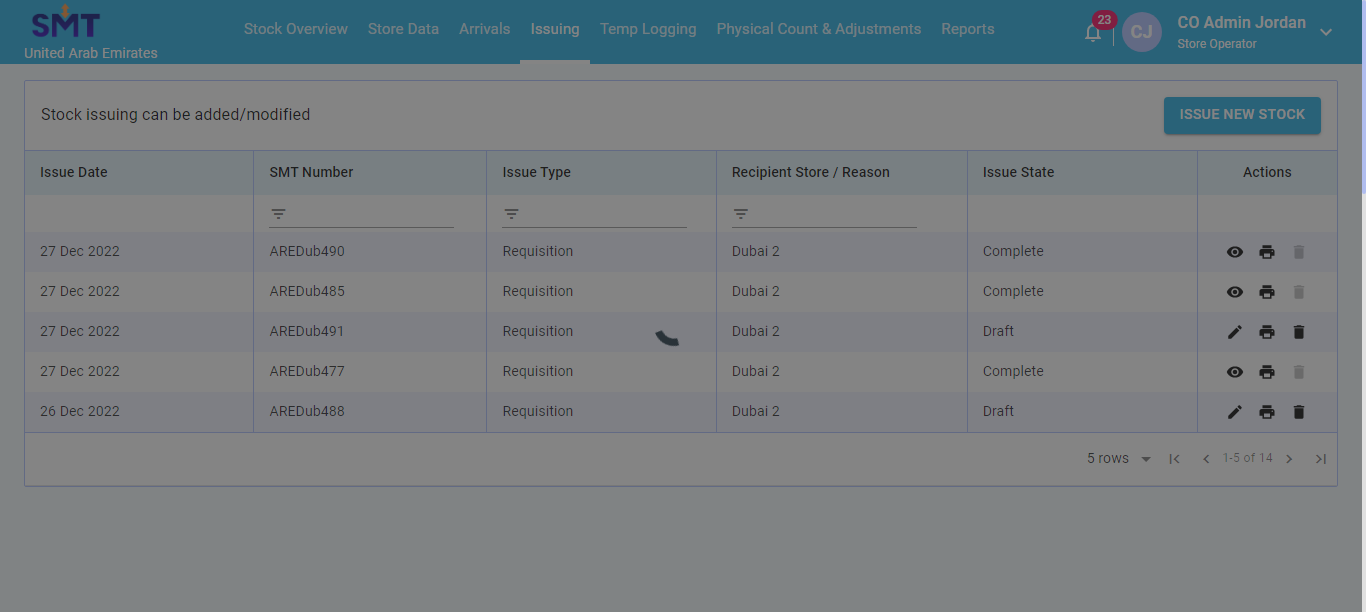 SMT
United Arab Emirates
Stock Overview Store Data Arrivals Issuing Temp Logging Physical Count & Adjustments Reports
23
CJ
CO Admin Jordan
Store Operator
Stock issuing can be added/modified
ISSUE NEW STOCK
Issue Date SMT Number Issue Type Recipient Store / Reason Issue State Actions
27 Dec 2022 AREDub490 Requisition Dubai 2 Complete
27 Dec 2022 AREDub485 Requisition Dubai 2 Complete
27 Dec 2022 AREDub491 Requisition Dubai 2 Draft
27 Dec 2022 AREDub477 Requisition Dubai 2 Complete
26 Dec 2022 AREDub488 Requisition Dubai 2 Draft
5 rows 1-5 of 14